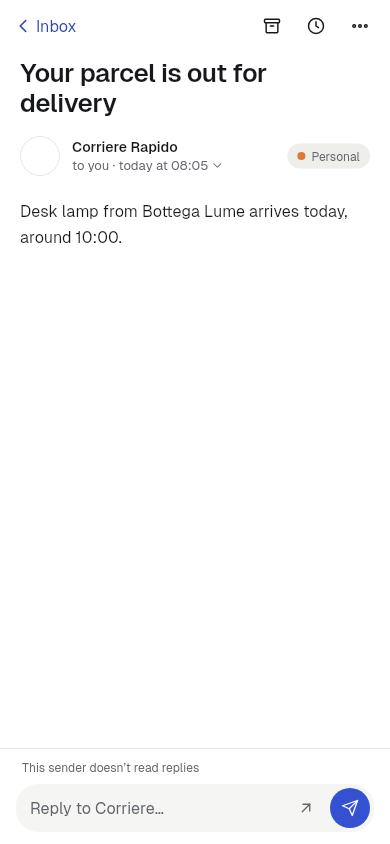 Inbox
Your parcel is out for
delivery
Corriere Rapido
to you · today at 08:05
Personal
Desk lamp from Bottega Lume arrives today,
around 10:00.
This sender doesn't read replies
Reply to Corriere…